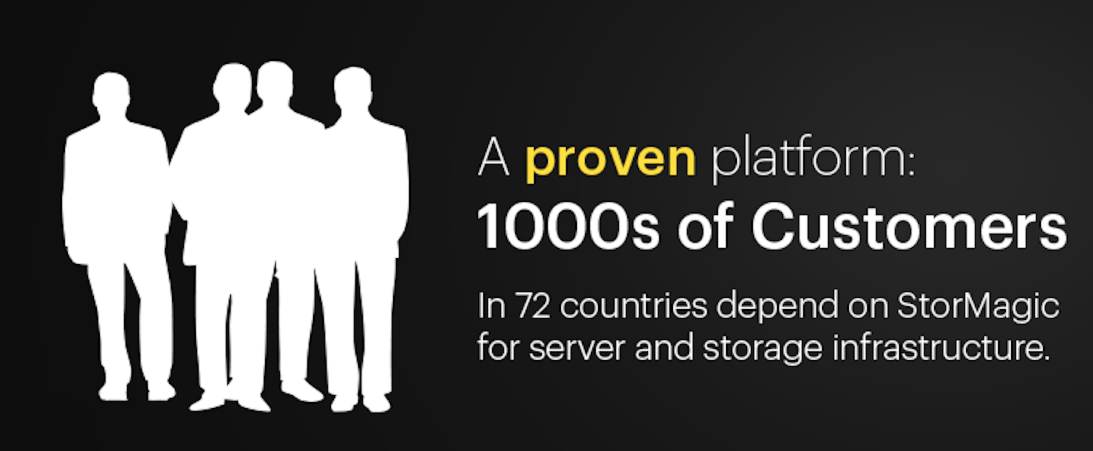 A proven platform:
1000s of Customers
In 72 countries depend on StorMagic
for server and storage infrastructure.